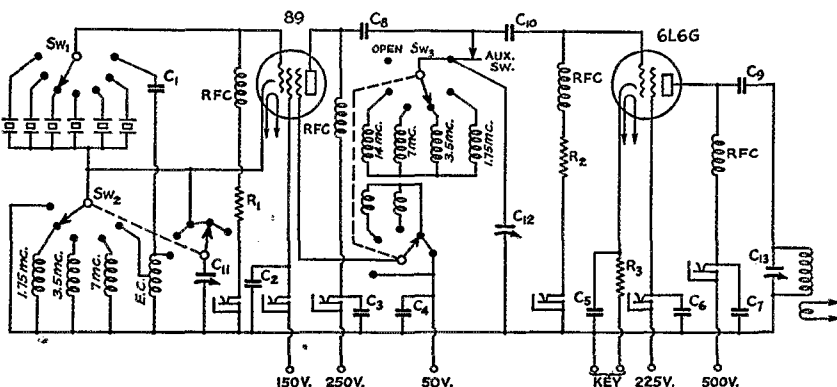 89
6L6G
Sw₁
C₁
RFC
RFC
C₈
OPEN
Sw₃
C₁₀
AUX.
SW.
RFC
R₂
C₉
RFC
14 mc.
7 mc.
3.5 mc.
1.75 mc.
Sw₂
R₁
C₁₁
C₁₂
C₁₃
1.75 mc.
3.5 mc.
7 mc.
E.C.
C₂
C₃
C₄
C₅
R₃
C₆
C₇
150V.
250V.
50V.
KEY
225V.
500V.